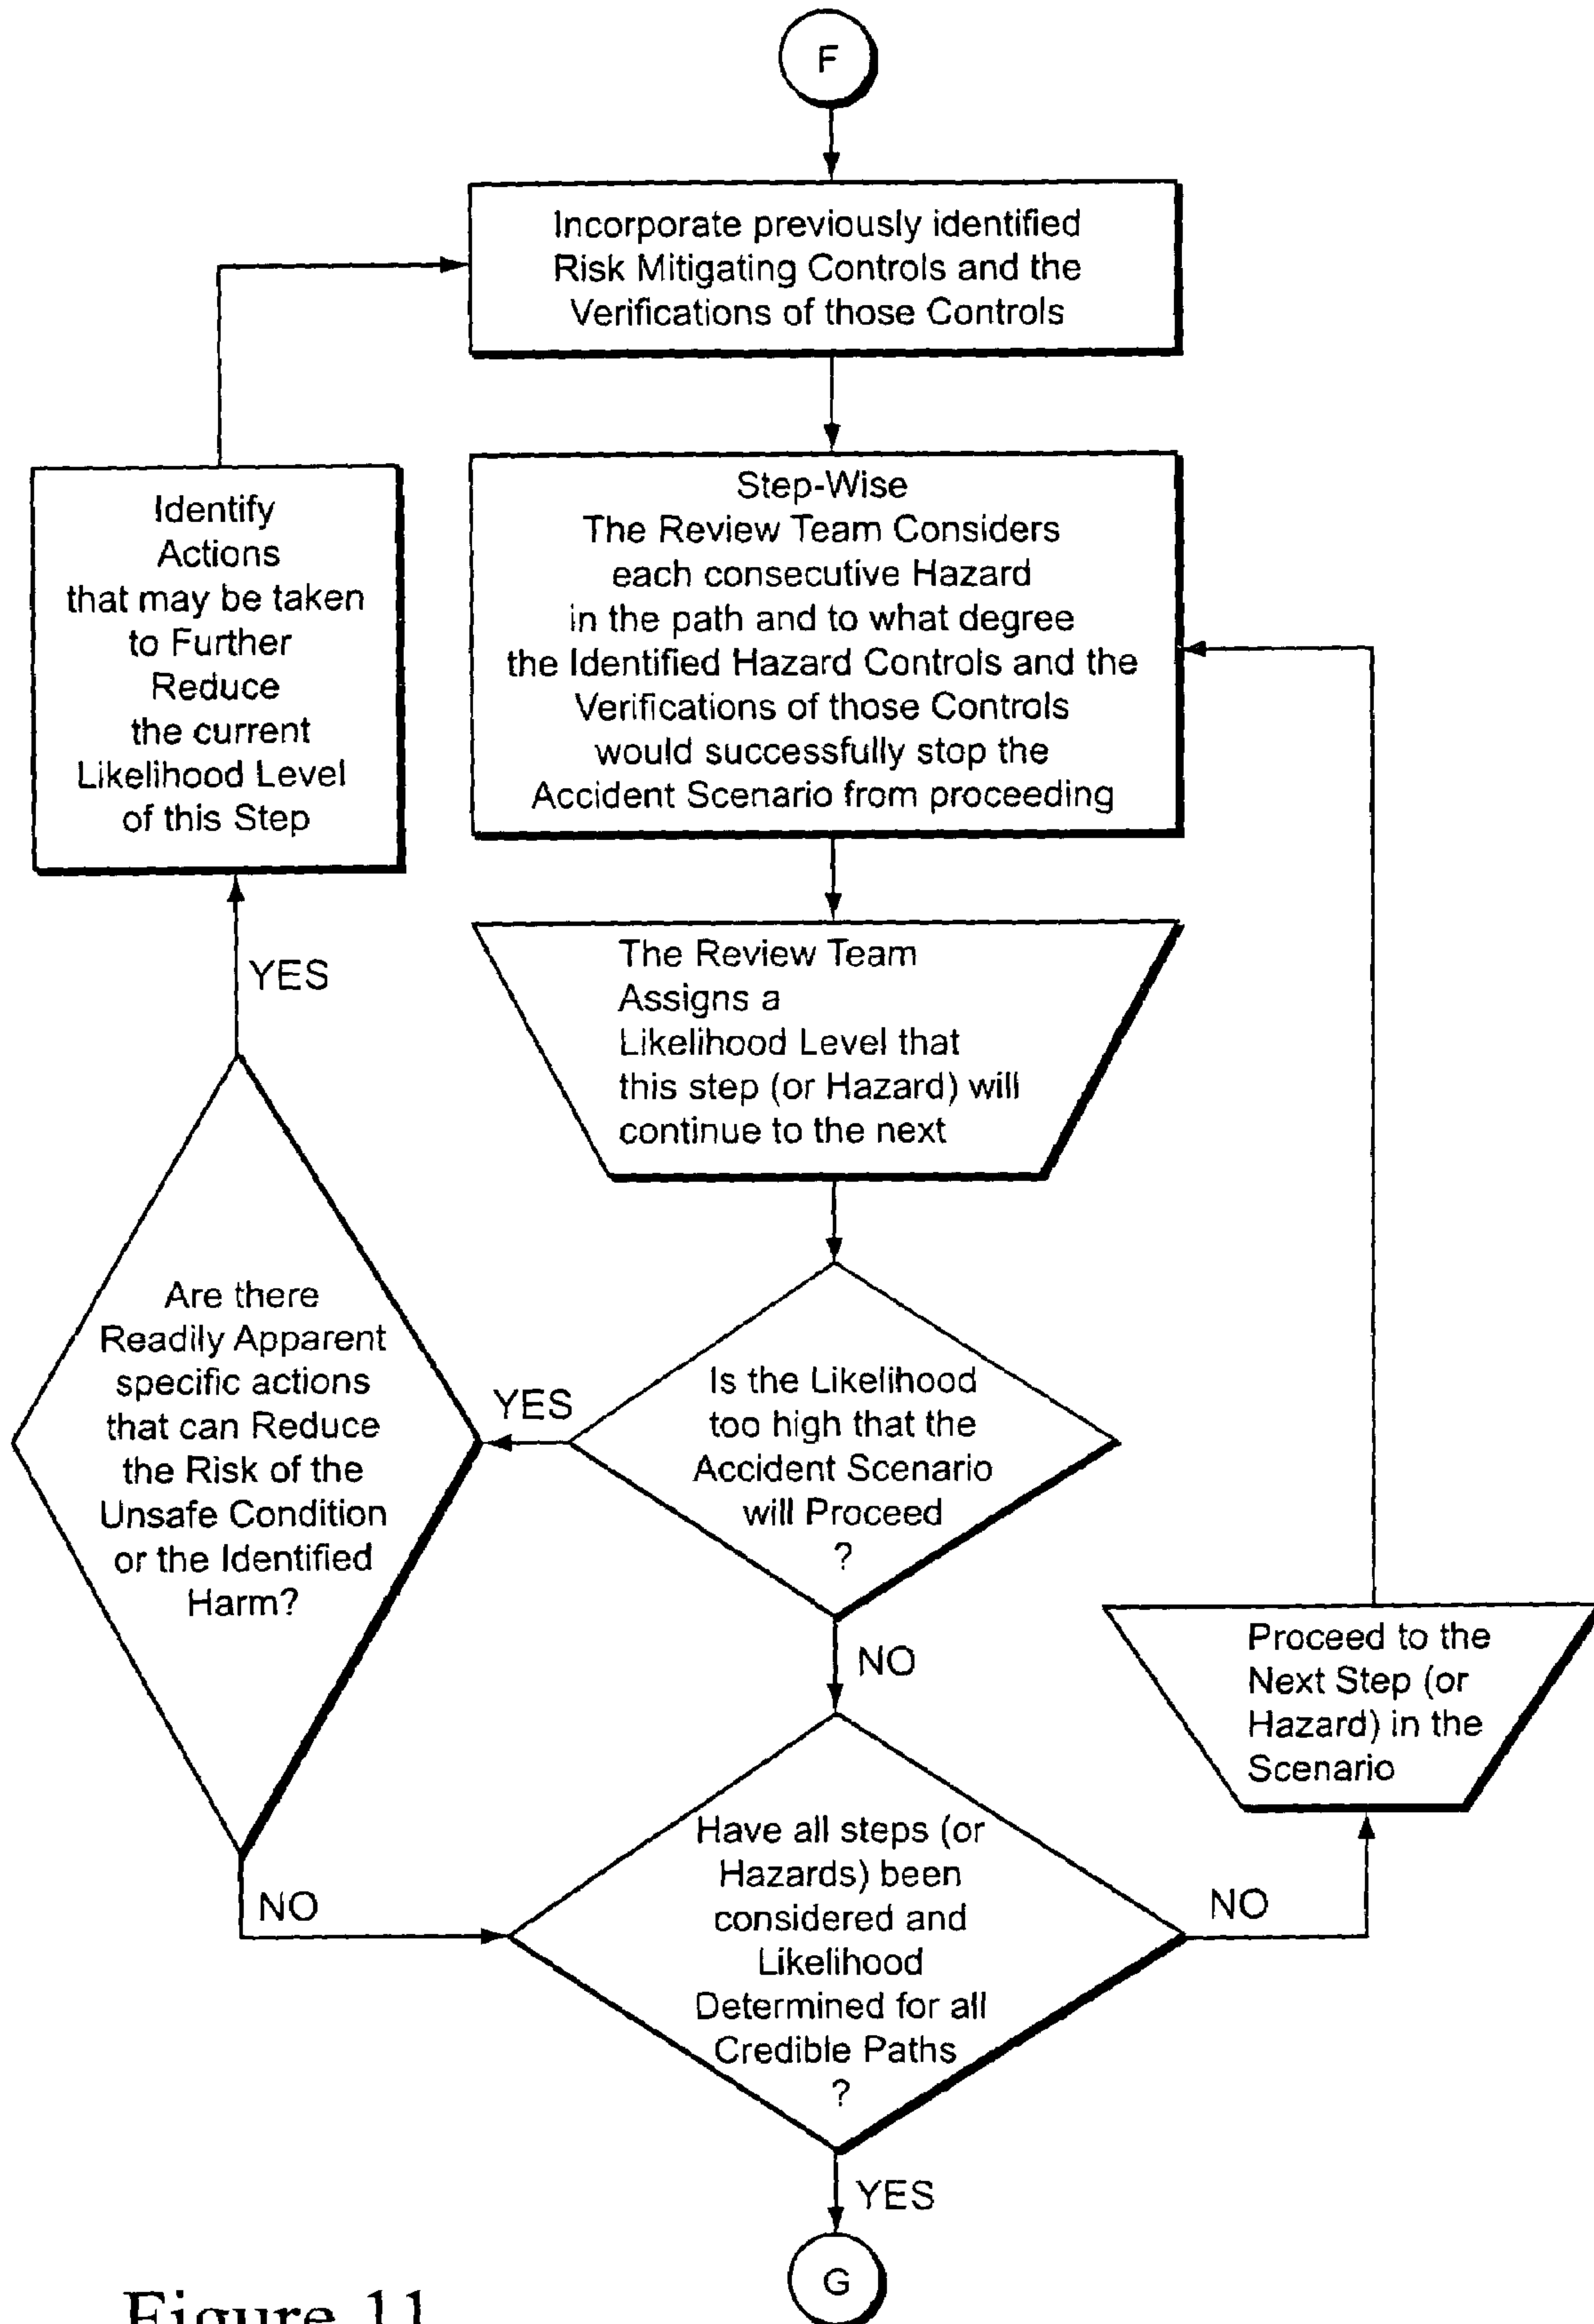 F
Incorporate previously identified
Risk Mitigating Controls and the
Verifications of those Controls
Identify
Actions
that may be taken
to Further
Reduce
the current
Likelihood Level
of this Step
Step-Wise
The Review Team Considers
each consecutive Hazard
in the path and to what degree
the Identified Hazard Controls and the
Verifications of those Controls
would successfully stop the
Accident Scenario from proceeding
YES
The Review Team
Assigns a
Likelihood Level that
this step (or Hazard) will
continue to the next
Are there
Readily Apparent
specific actions
that can Reduce
the Risk of the
Unsafe Condition
or the Identified
Harm?
YES
Is the Likelihood
too high that the
Accident Scenario
will Proceed
?
NO
Proceed to the
Next Step (or
Hazard) in the
Scenario
NO
Have all steps (or
Hazards) been
considered and
Likelihood
Determined for all
Credible Paths
?
NO
YES
G
Figure 11